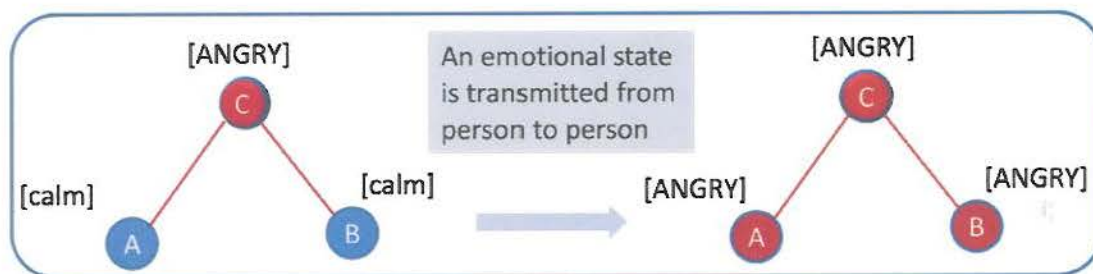 [ANGRY]
C
[calm]
A
[calm]
B
An emotional state
is transmitted from
person to person
[ANGRY]
C
[ANGRY]
A
[ANGRY]
B